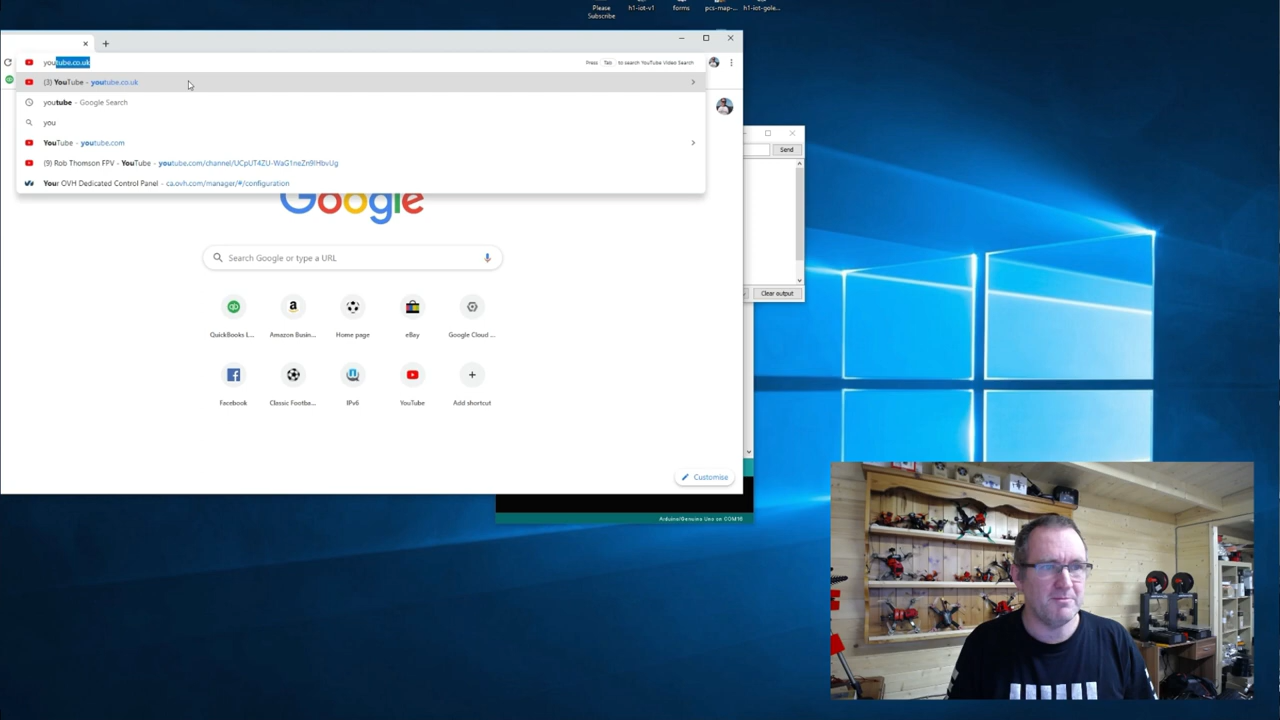 Please
Subscribe
h1-iot-v1
forms
pcs-map-...
h1-iot-gole...
youtube.co.uk
Press Tab to search YouTube Video Search
(3) YouTube - youtube.co.uk
youtube - Google Search
you
YouTube - youtube.com
(9) Rob Thomson FPV - YouTube - youtube.com/channel/UCpUT4ZU-WaG1neZn9IHbvUg
Your OVH Dedicated Control Panel - ca.ovh.com/manager/#/configuration
Send
Google
Search Google or type a URL
Clear output
QuickBooks L...
Amazon Busin...
Home page
eBay
Google Cloud ...
Facebook
Classic Footba...
IPv6
YouTube
Add shortcut
Customise
Arduino/Genuino Uno on COM16